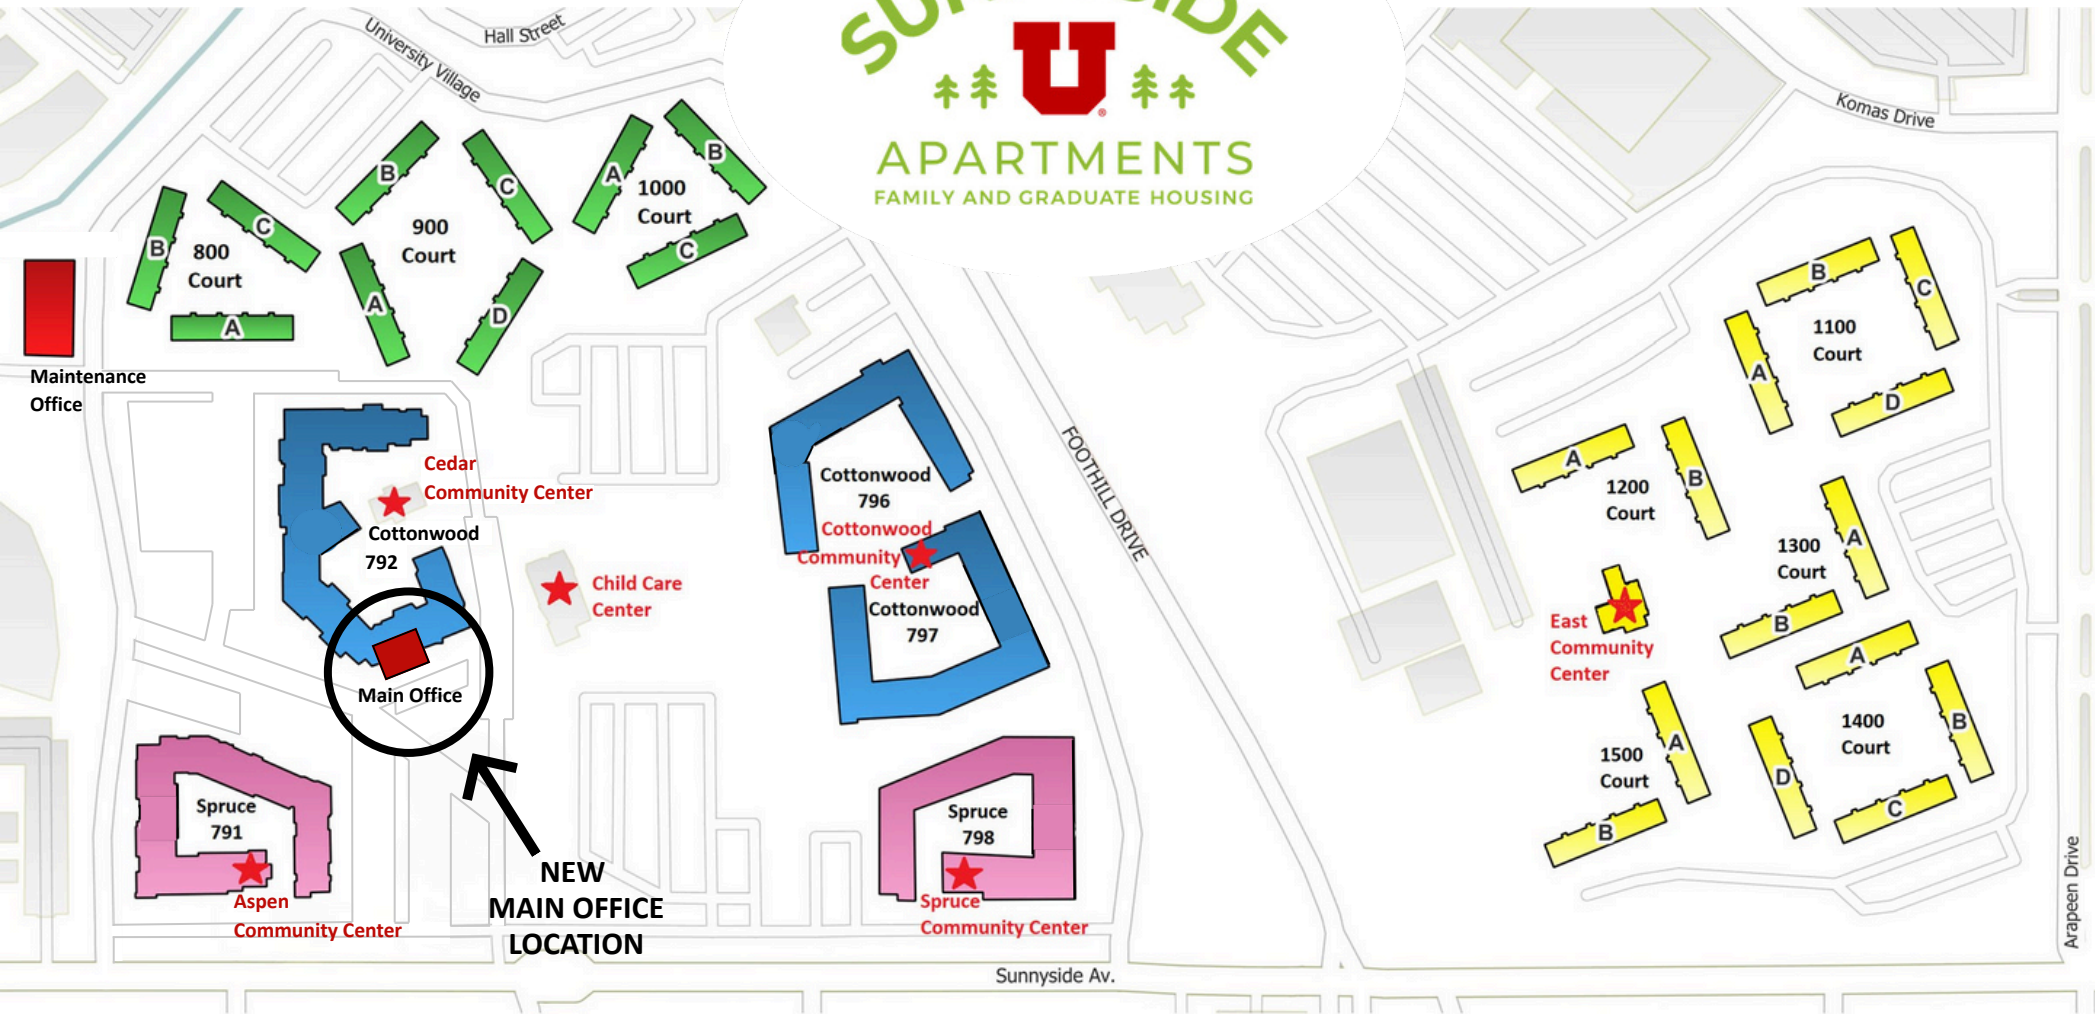 SUNNYSIDE
U
®
APARTMENTS
FAMILY AND GRADUATE HOUSING
Hall Street
University Village
Komas Drive
B
C
800
Court
A
B
C
900
Court
A
D
A
B
1000
Court
C
Maintenance
Office
Cedar
Community Center
Cottonwood
792
Main Office
Child Care
Center
Cottonwood
796
Cottonwood
Community
Center
Cottonwood
797
FOOTHILL DRIVE
B
C
1100
Court
A
D
A
B
1200
Court
A
1300
Court
B
East
Community
Center
A
B
1400
Court
D
C
A
1500
Court
B
Spruce
791
Aspen
Community Center
NEW
MAIN OFFICE
LOCATION
Spruce
798
Spruce
Community Center
Sunnyside Av.
Arapeen Drive